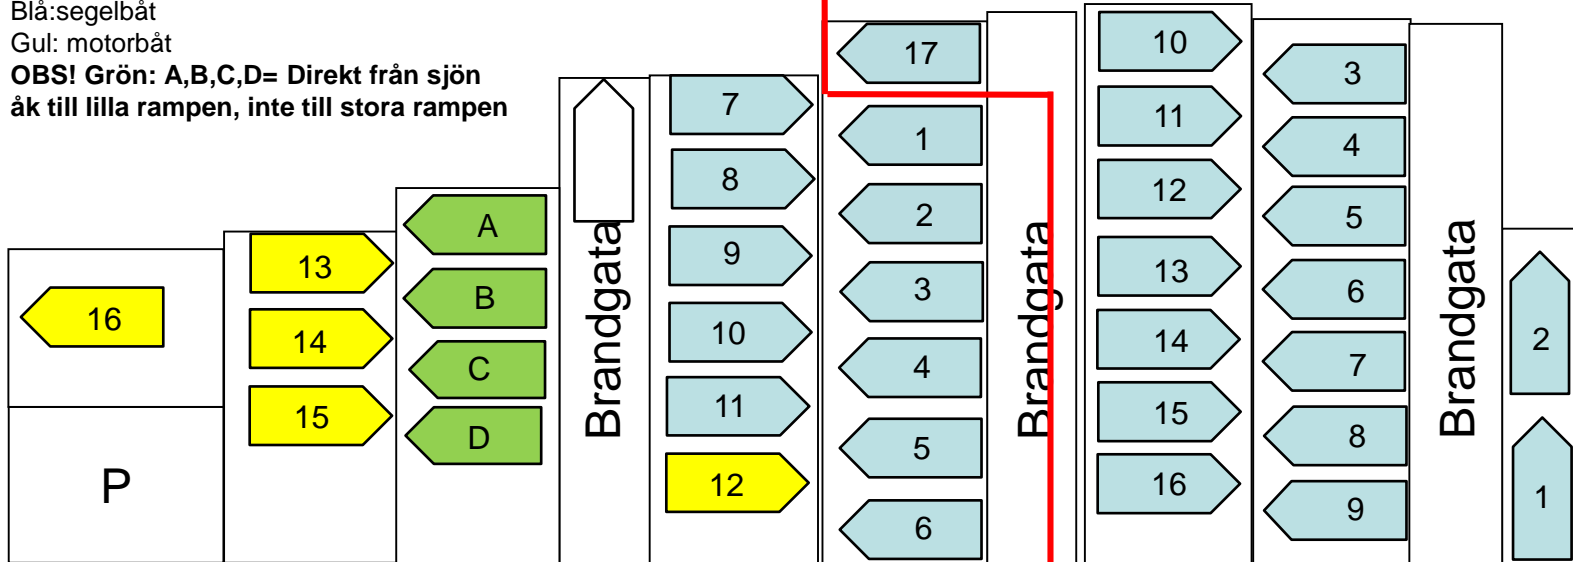 Blå:segelbåt
Gul: motorbåt
OBS! Grön: A,B,C,D= Direkt från sjön
åk till lilla rampen, inte till stora rampen
16
P
13
14
15
A
B
C
D
Brandgata
7
8
9
10
11
12
17
1
2
3
4
5
6
Brandgata
10
11
12
13
14
15
16
3
4
5
6
7
8
9
Brandgata
2
1